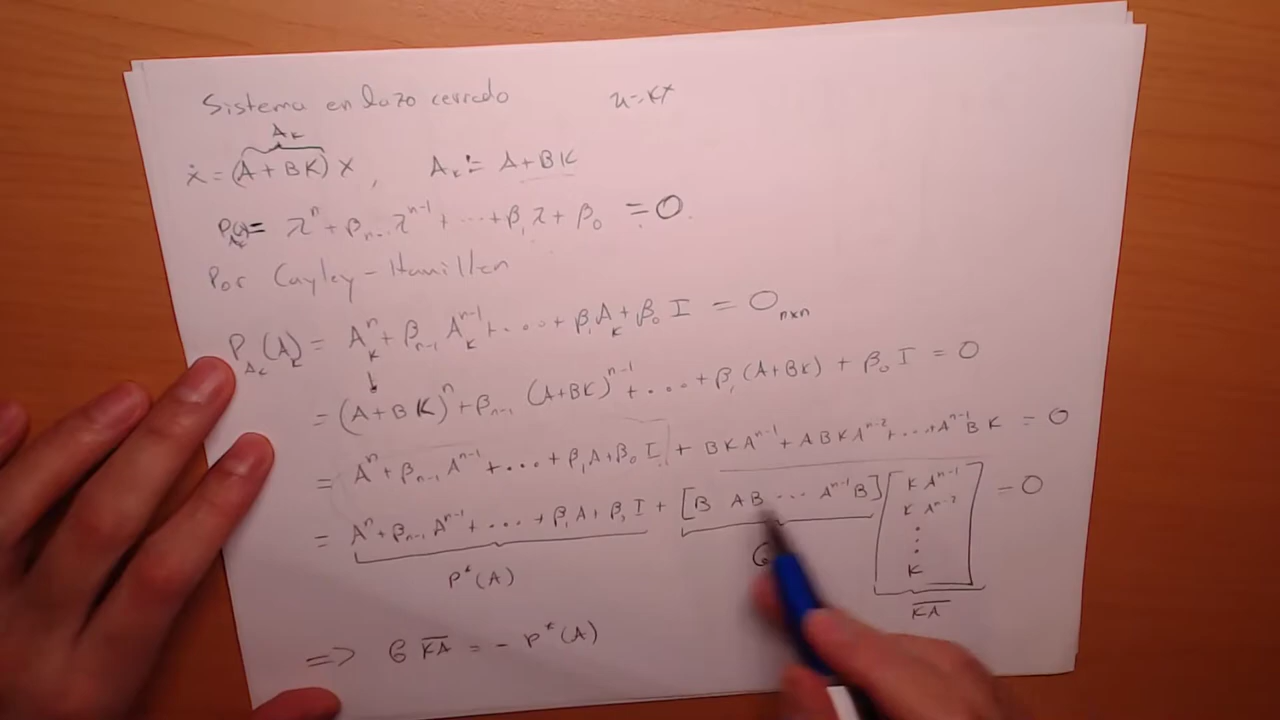 Sistema en lazo cerrado u=Kx
A_K
ẋ = (A+BK) x , A_K := A+BK
P_{A_K}(λ) = λ^n + β_{n-1} λ^{n-1} + ... + β_1 λ + β_0 = 0.
Por Cayley-Hamilton
P_{A_K}(A_K) = A_K^n + β_{n-1} A_K^{n-1} + ... + β_1 A_K + β_0 I = 0_{n×n}
= (A+BK)^n + β_{n-1} (A+BK)^{n-1} + ... + β_1 (A+BK) + β_0 I = 0
= A^n + β_{n-1} A^{n-1} + ... + β_1 A + β_0 I + BKA^{n-1} + ABKA^{n-2} + ... + A^{n-1}BK = 0
= A^n + β_{n-1} A^{n-1} + ... + β_1 A + β_0 I + [B AB ... A^{n-1}B] [KA^{n-1} KA^{n-2} ⋮ K] = 0
P*(A) G K̅A̅
=> G K̅A̅ = - P*(A)